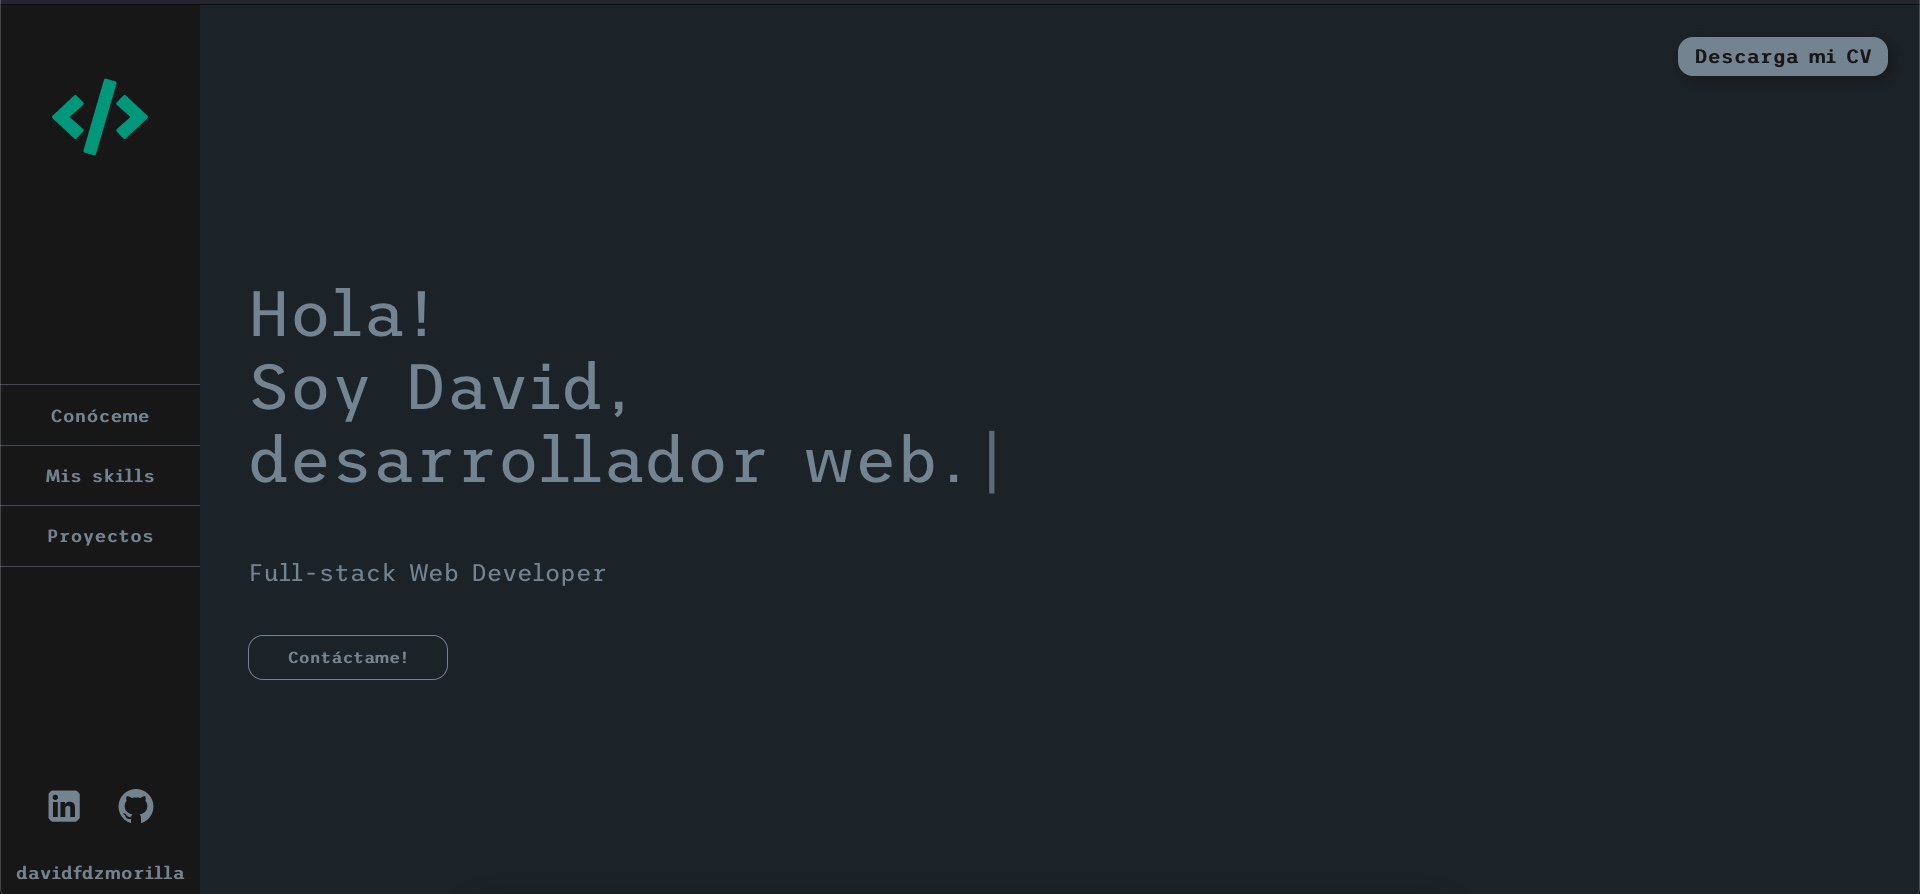 Conóceme
Mis skills
Proyectos
davidfdzmorilla
Descarga mi CV
Hola!
Soy David,
desarrollador web.|
Full-stack Web Developer
Contáctame!